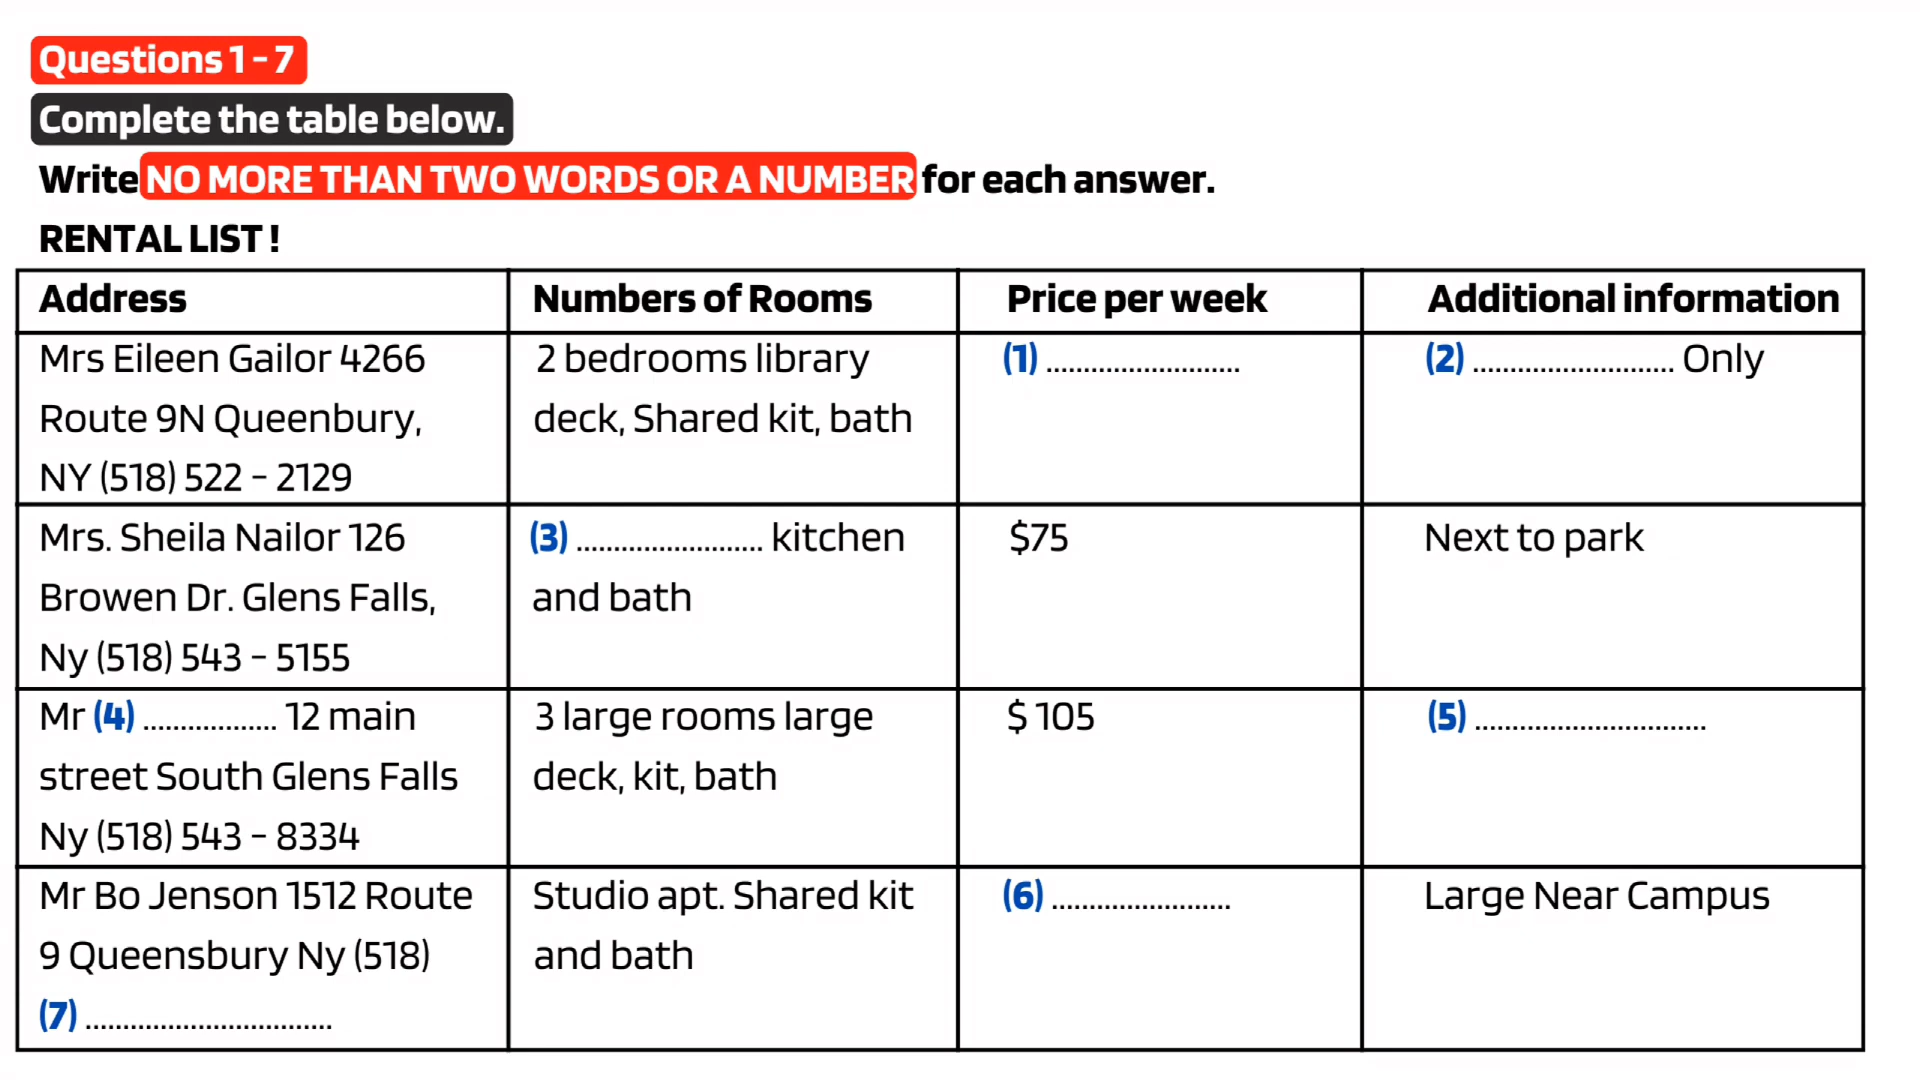 Questions 1 - 7
Complete the table below.
Write NO MORE THAN TWO WORDS OR A NUMBER for each answer.
RENTAL LIST !
Address Numbers of Rooms Price per week Additional information
Mrs Eileen Gailor 4266
Route 9N Queenbury,
NY (518) 522 - 2129
2 bedrooms library
deck, Shared kit, bath
(1) ..........................
(2) ........................... Only
Mrs. Sheila Nailor 126
Browen Dr. Glens Falls,
Ny (518) 543 - 5155
(3) ......................... kitchen
and bath
$75
Next to park
Mr (4) .................. 12 main
street South Glens Falls
Ny (518) 543 - 8334
3 large rooms large
deck, kit, bath
$ 105
(5) ...............................
Mr Bo Jenson 1512 Route
9 Queensbury Ny (518)
(7) .................................
Studio apt. Shared kit
and bath
(6) ........................
Large Near Campus